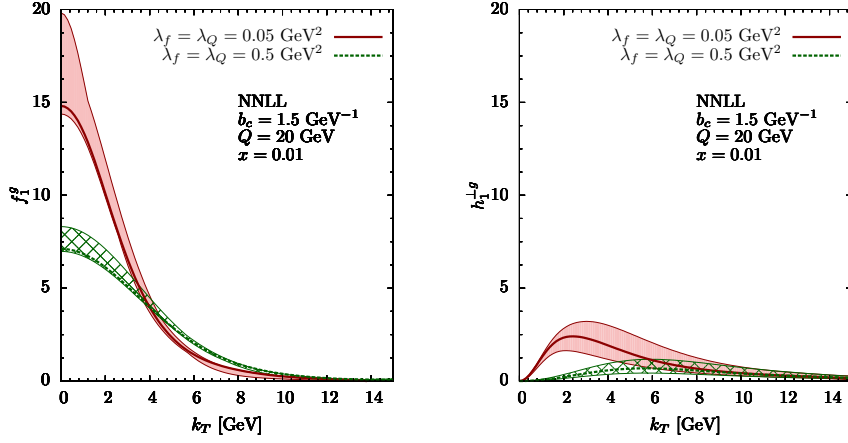 20
15
10
5
0
f₁ᵍ
λ_f = λ_Q = 0.05 GeV²
λ_f = λ_Q = 0.5 GeV²
NNLL
b_c = 1.5 GeV⁻¹
Q = 20 GeV
x = 0.01
0 2 4 6 8 10 12 14
k_T [GeV]
20
15
10
5
0
h₁^⊥g
λ_f = λ_Q = 0.05 GeV²
λ_f = λ_Q = 0.5 GeV²
NNLL
b_c = 1.5 GeV⁻¹
Q = 20 GeV
x = 0.01
0 2 4 6 8 10 12 14
k_T [GeV]